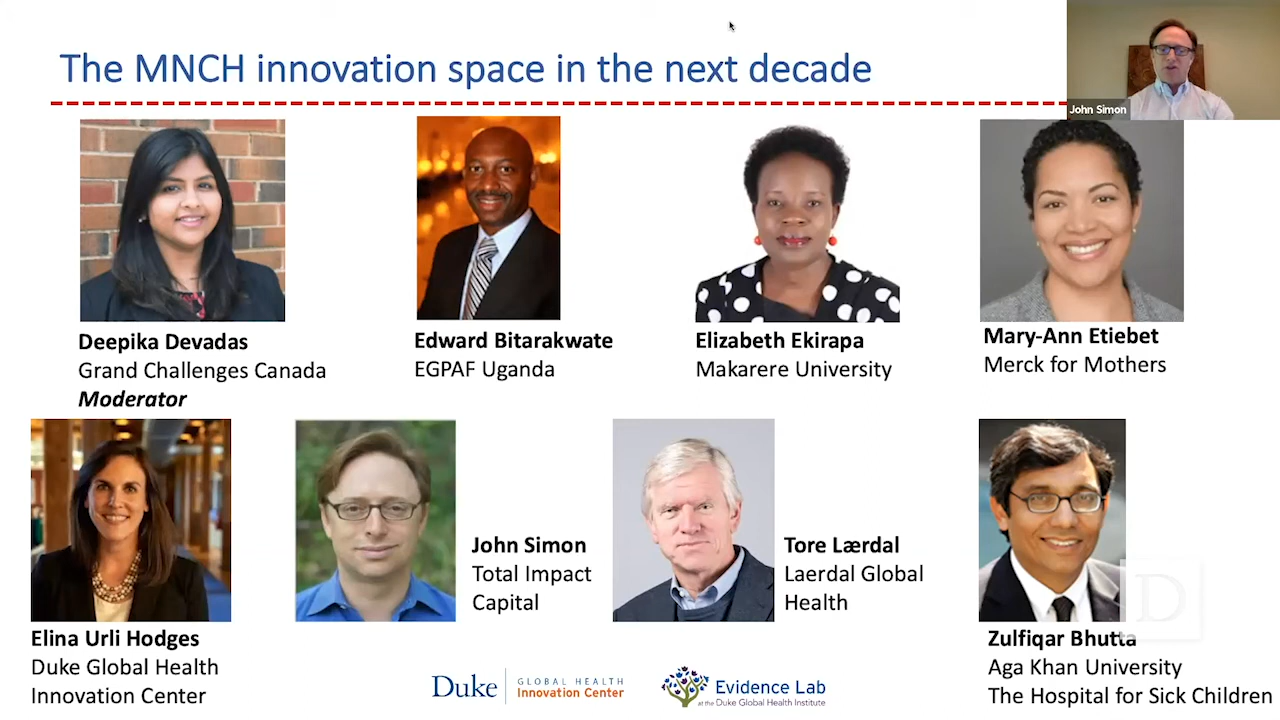 The MNCH innovation space in the next decade
John Simon
Deepika Devadas
Grand Challenges Canada
Moderator
Edward Bitarakwate
EGPAF Uganda
Elizabeth Ekirapa
Makarere University
Mary-Ann Etiebet
Merck for Mothers
Elina Urli Hodges
Duke Global Health
Innovation Center
John Simon
Total Impact
Capital
Tore Lærdal
Laerdal Global
Health
Zulfiqar Bhutta
Aga Khan University
The Hospital for Sick Children
Duke
GLOBAL HEALTH
Innovation Center
Evidence Lab
at the Duke Global Health Institute
D